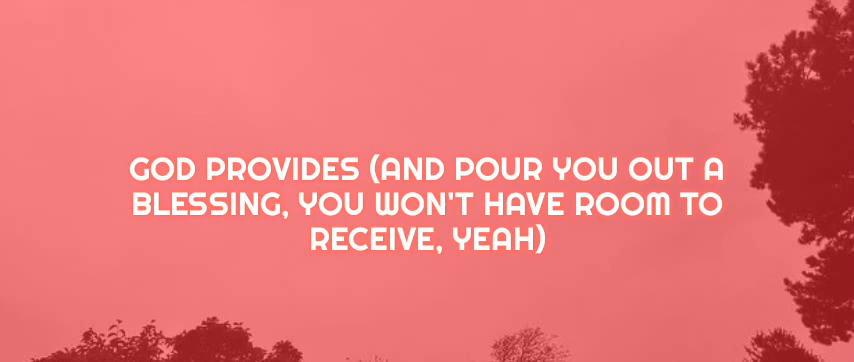 GOD PROVIDES (AND POUR YOU OUT A
BLESSING, YOU WON'T HAVE ROOM TO
RECEIVE, YEAH)